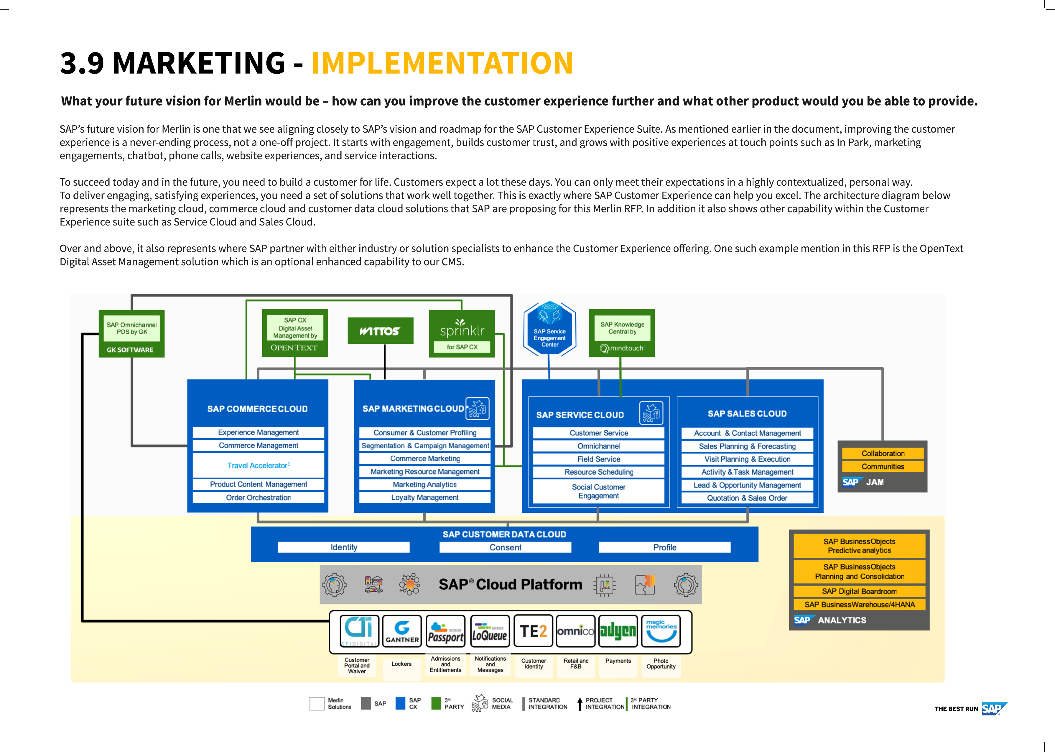 3.9 MARKETING - IMPLEMENTATION
What your future vision for Merlin would be – how can you improve the customer experience further and what other product would you be able to provide.
SAP's future vision for Merlin is one that we see aligning closely to SAP's vision and roadmap for the SAP Customer Experience Suite. As mentioned earlier in the document, improving the customer
experience is a never-ending process, not a one-off project. It starts with engagement, builds customer trust, and grows with positive experiences at touch points such as In Park, marketing
engagements, chatbot, phone calls, website experiences, and service interactions.
To succeed today and in the future, you need to build a customer for life. Customers expect a lot these days. You can only meet their expectations in a highly contextualized, personal way.
To deliver engaging, satisfying experiences, you need a set of solutions that work well together. This is exactly where SAP Customer Experience can help you excel. The architecture diagram below
represents the marketing cloud, commerce cloud and customer data cloud solutions that SAP are proposing for this Merlin RFP. In addition it also shows other capability within the Customer
Experience suite such as Service Cloud and Sales Cloud.
Over and above, it also represents where SAP partner with either industry or solution specialists to enhance the Customer Experience offering. One such example mention in this RFP is the OpenText
Digital Asset Management solution which is an optional enhanced capability to our CMS.
SAP Omnichannel
POS by GK
GK SOFTWARE
SAP CX
Digital Asset
Management by
OPENTEXT
WITTOS
sprinklr
for SAP CX
SAP Service
Engagement
Center
SAP Knowledge
Central by
mindtouch
SAP COMMERCE CLOUD
Experience Management
Commerce Management
Travel Accelerator
Product Content Management
Order Orchestration
SAP MARKETING CLOUD
Consumer & Customer Profiling
Segmentation & Campaign Management
Commerce Marketing
Marketing Resource Management
Marketing Analytics
Loyalty Management
SAP SERVICE CLOUD
Customer Service
Omnichannel
Field Service
Resource Scheduling
Social Customer
Engagement
SAP SALES CLOUD
Account & Contact Management
Sales Planning & Forecasting
Visit Planning & Execution
Activity & Task Management
Lead & Opportunity Management
Quotation & Sales Order
Collaboration
Communities
SAP JAM
SAP CUSTOMER DATA CLOUD
Identity
Consent
Profile
SAP BusinessObjects
Predictive analytics
SAP BusinessObjects
Planning and Consolidation
SAP Digital Boardroom
SAP BusinessWarehouse/4HANA
SAP ANALYTICS
SAP® Cloud Platform
CTI
CTI DIGITAL
GANTNER
accesso Passport
accesso LoQueue
TE2
omnico
adyen
magic memories
Customer
Portal and
Waiver
Lockers
Admissions
and
Entitlements
Notifications
and
Messages
Customer
Identity
Retail and
F&B
Payments
Photo
Opportunity
Merlin
Solutions
SAP
SAP
CX
3rd
PARTY
SOCIAL
MEDIA
STANDARD
INTEGRATION
PROJECT
INTEGRATION
3rd PARTY
INTEGRATION
THE BEST RUN SAP